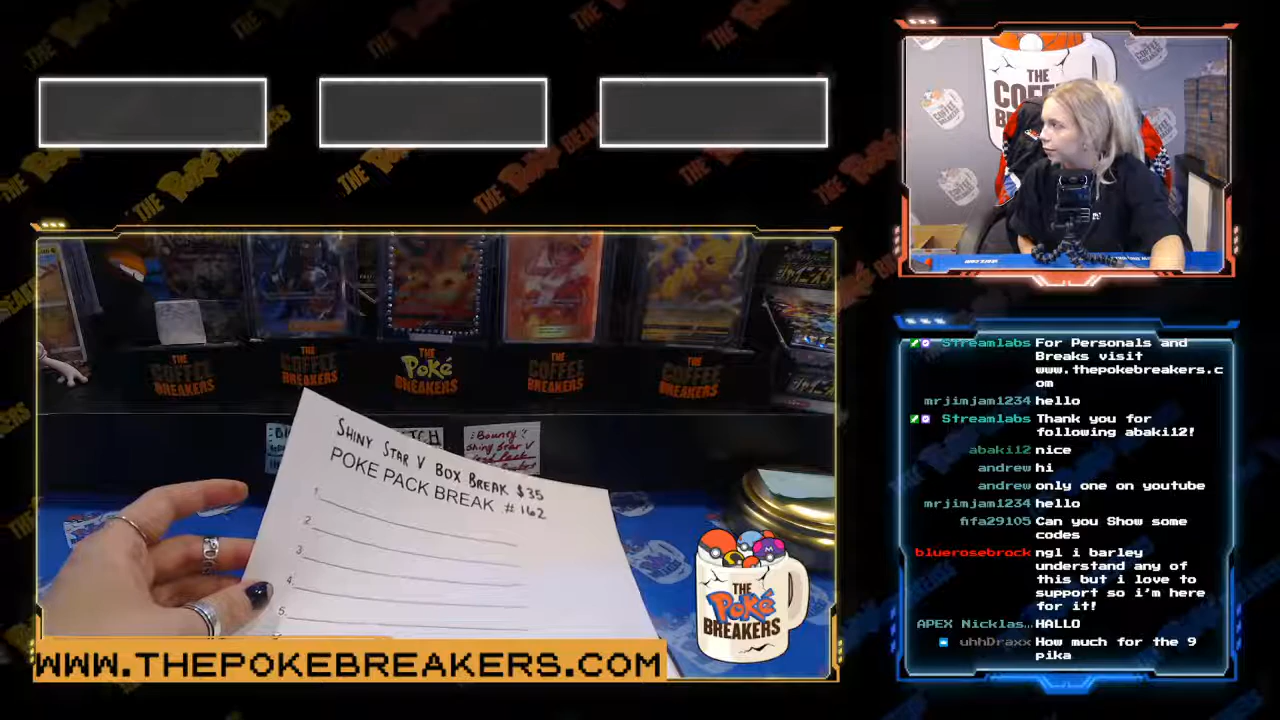 THE
COFFEE
THE
COFFEE
BREAKERS
THE
COFFEE
BREAKERS
THE
Poké
BREAKERS
THE
COFFEE
BREAKERS
THE
COFFEE
BREAKERS
Bounty
Shiny Star V
SHINY STAR V BOX BREAK $35
POKE PACK BREAK #162
1
2
3
4
5
THE
Poké
BREAKERS
WWW.THEPOKEBREAKERS.COM
Streamlabs For Personals and
Breaks visit
www.thepokebreakers.c
om
mrjimjam1234 hello
Streamlabs Thank you for
following abaki12!
abaki12 nice
andrew hi
andrew only one on youtube
mrjimjam1234 hello
fifa29105 Can you Show some
codes
bluerosebrock ngl i barley
understand any of
this but i love to
support so i'm here
for it!
APEX Nicklas... HALLO
uhhDraxx How much for the 9
pika